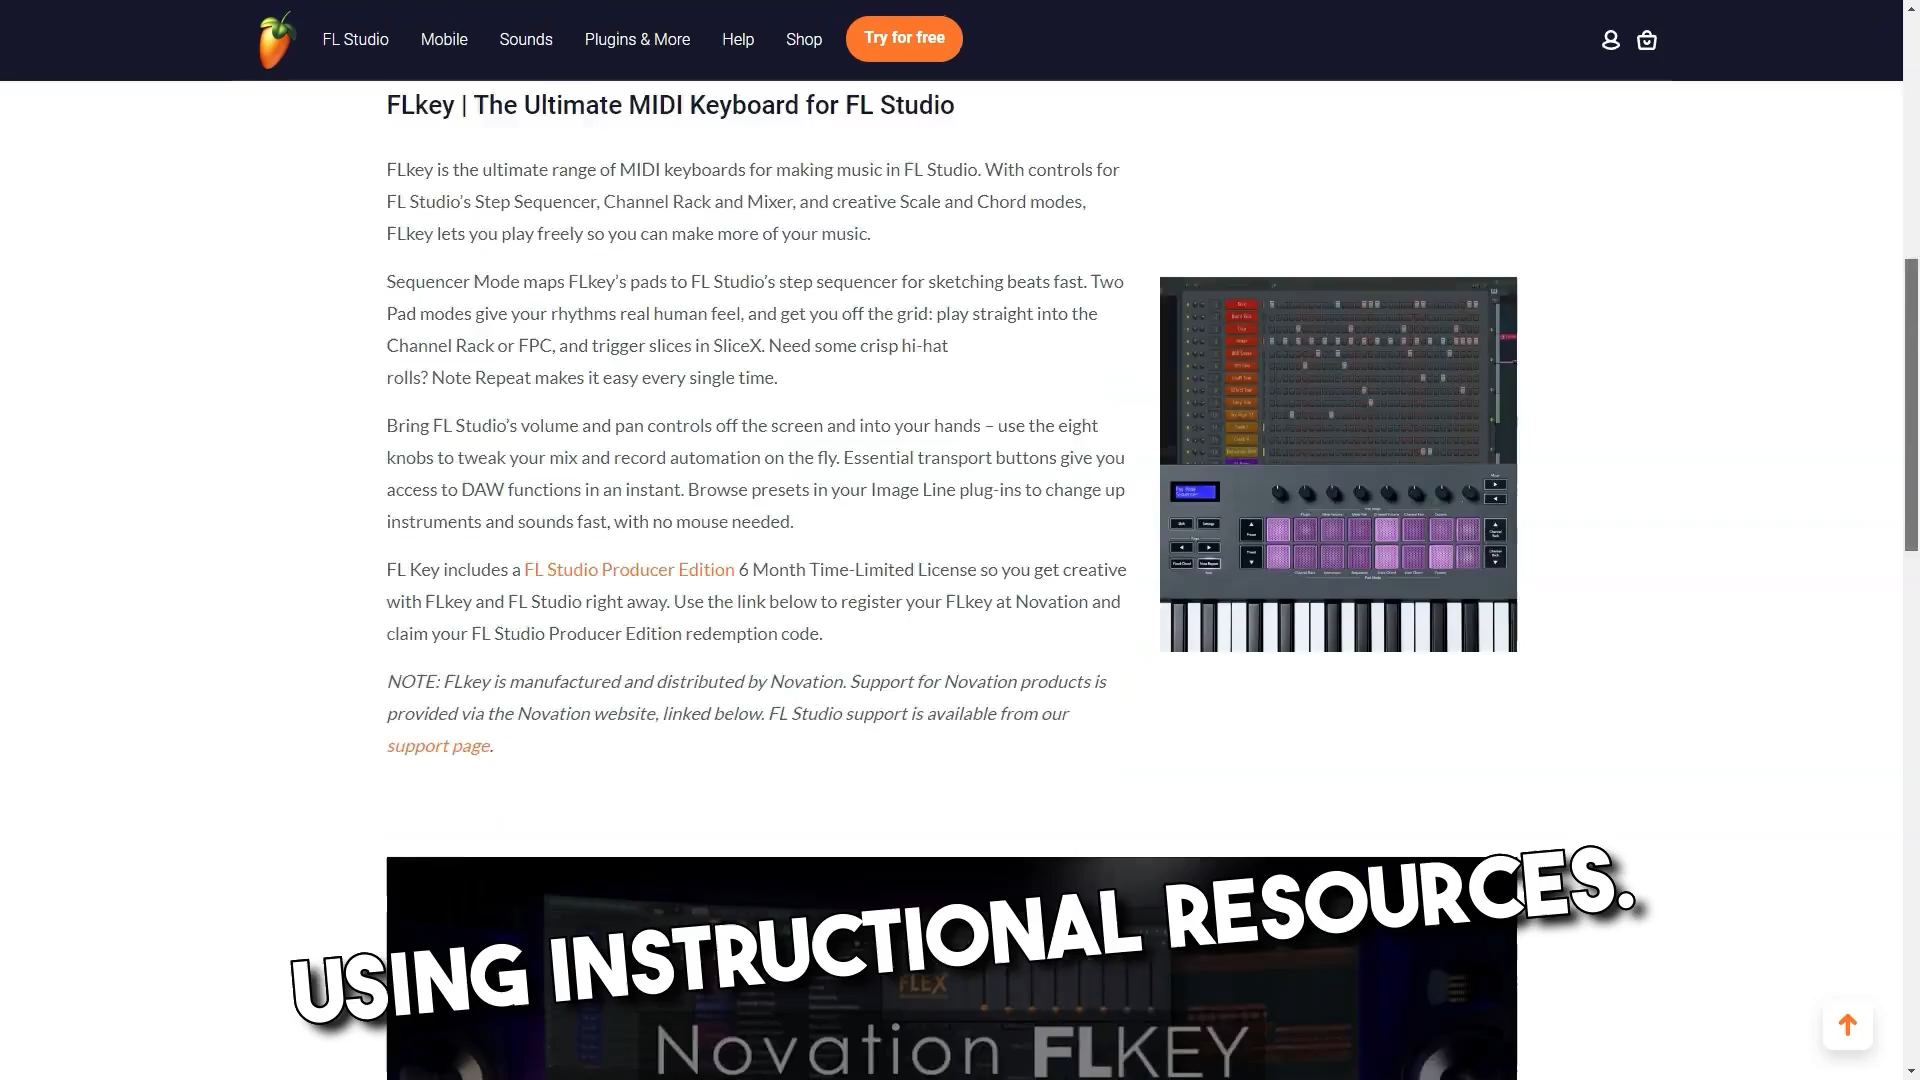 FL Studio
Mobile
Sounds
Plugins & More
Help
Shop
Try for free
FLkey | The Ultimate MIDI Keyboard for FL Studio
FLkey is the ultimate range of MIDI keyboards for making music in FL Studio. With controls for
FL Studio’s Step Sequencer, Channel Rack and Mixer, and creative Scale and Chord modes,
FLkey lets you play freely so you can make more of your music.
Sequencer Mode maps FLkey’s pads to FL Studio’s step sequencer for sketching beats fast. Two
Pad modes give your rhythms real human feel, and get you off the grid: play straight into the
Channel Rack or FPC, and trigger slices in SliceX. Need some crisp hi-hat
rolls? Note Repeat makes it easy every single time.
Bring FL Studio’s volume and pan controls off the screen and into your hands – use the eight
knobs to tweak your mix and record automation on the fly. Essential transport buttons give you
access to DAW functions in an instant. Browse presets in your Image Line plug-ins to change up
instruments and sounds fast, with no mouse needed.
FL Key includes a FL Studio Producer Edition 6 Month Time-Limited License so you get creative
with FLkey and FL Studio right away. Use the link below to register your FLkey at Novation and
claim your FL Studio Producer Edition redemption code.
NOTE: FLkey is manufactured and distributed by Novation. Support for Novation products is
provided via the Novation website, linked below. FL Studio support is available from our
support page.
USING INSTRUCTIONAL RESOURCES.
FLEX
Novation FLKEY